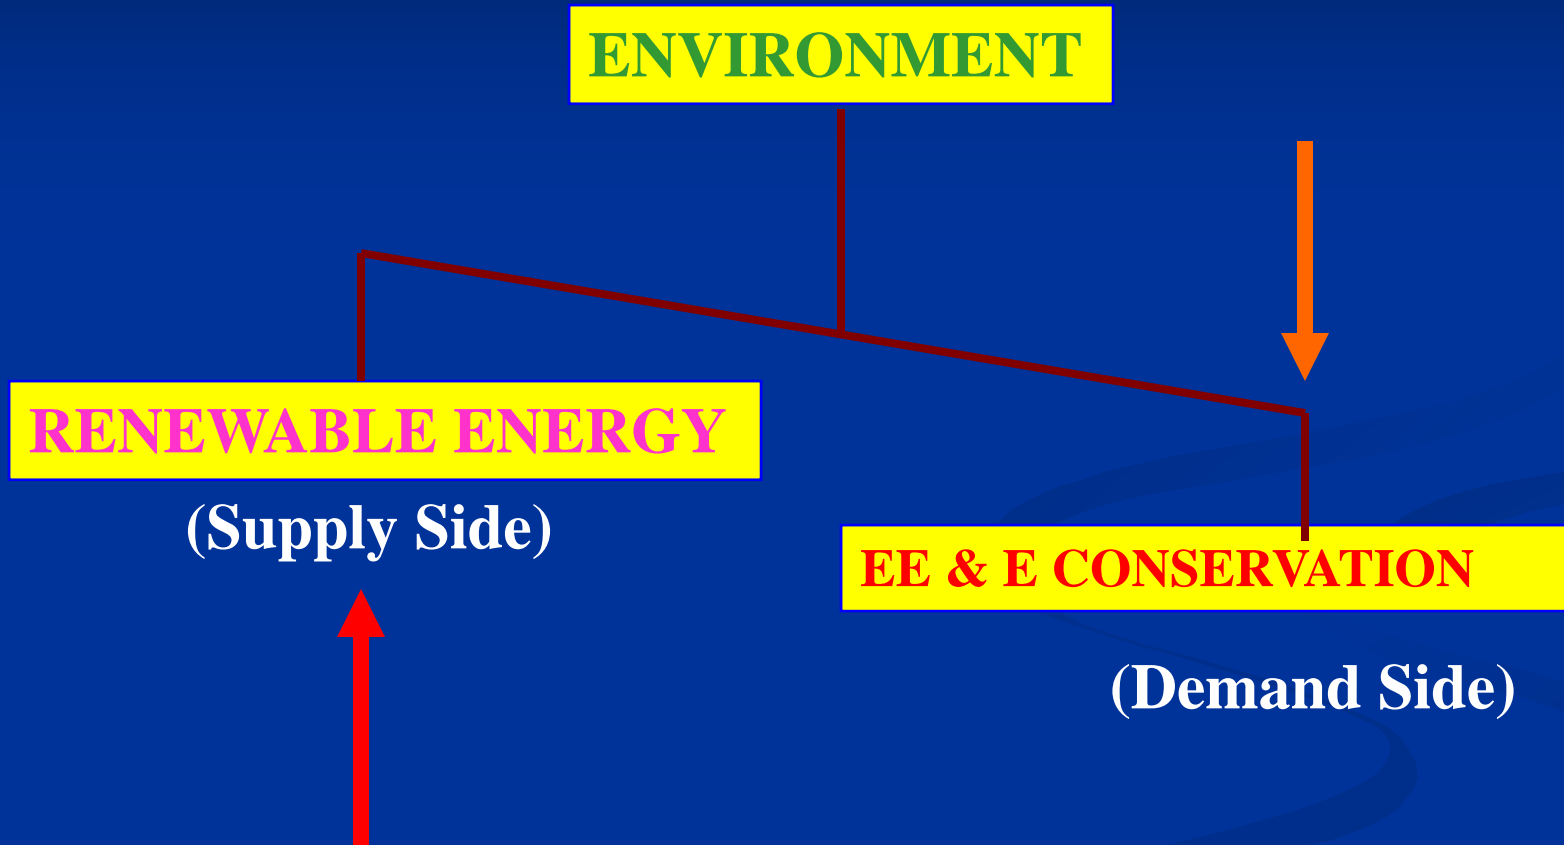 ENVIRONMENT
RENEWABLE ENERGY
(Supply Side)
EE & E CONSERVATION
(Demand Side)